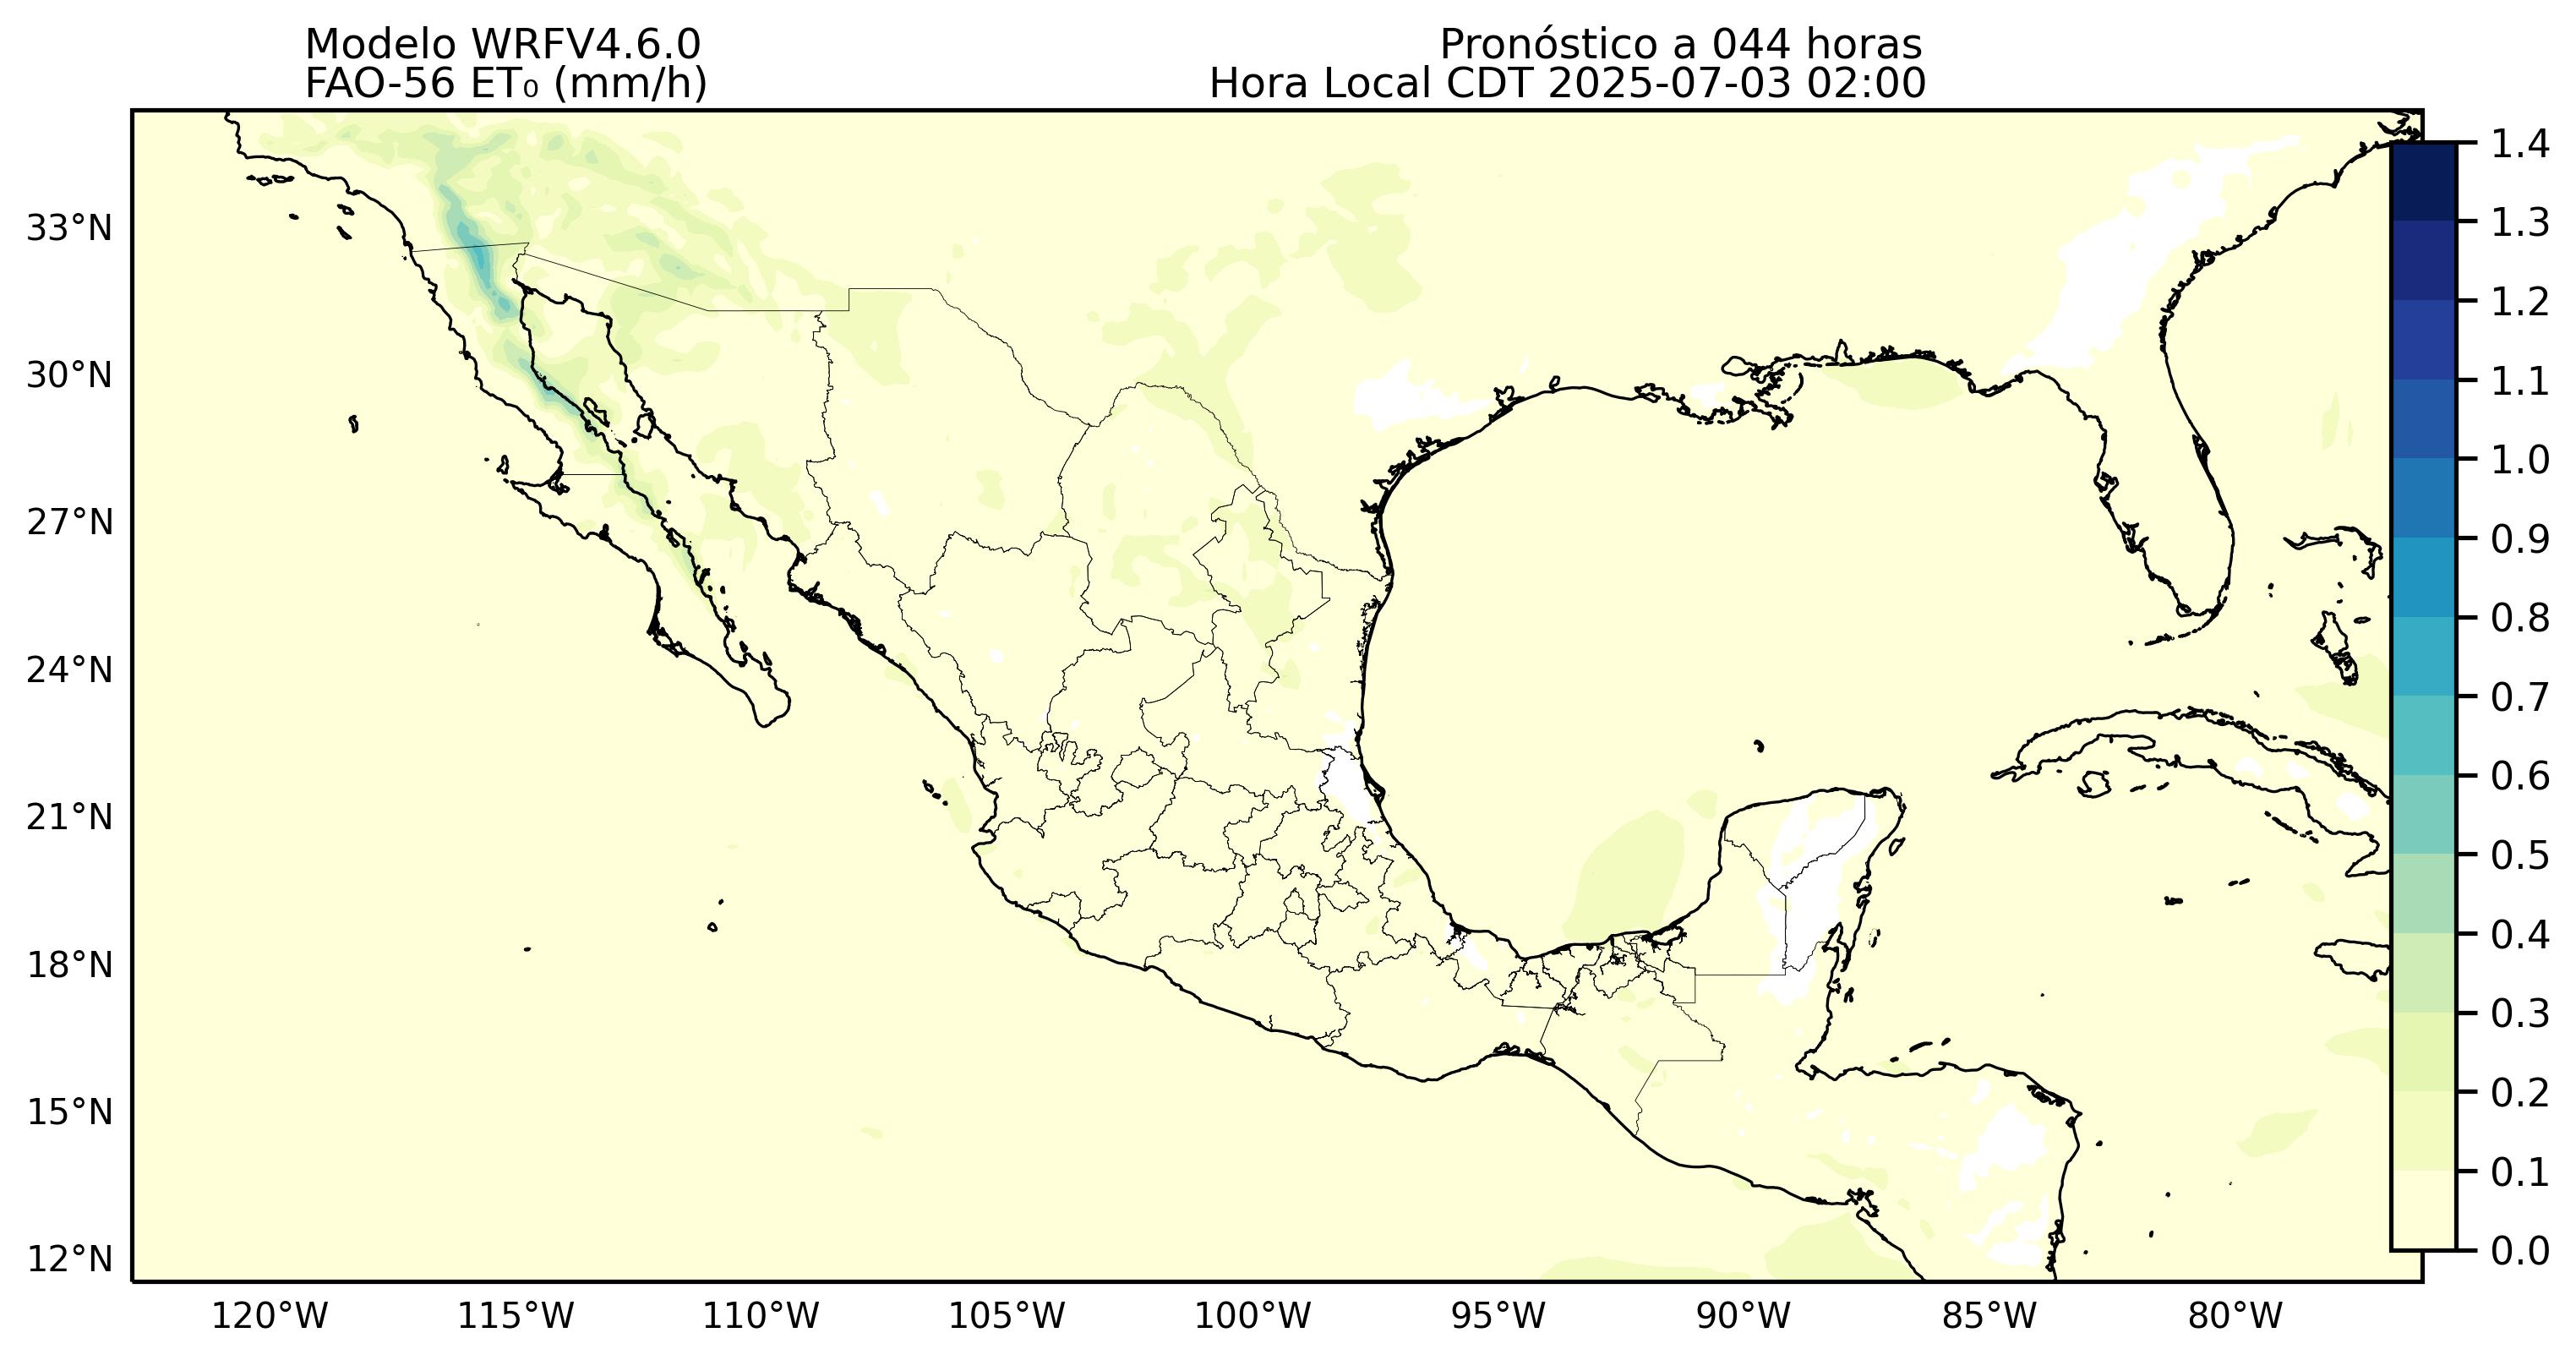 Modelo WRFV4.6.0
FAO-56 ET₀ (mm/h)
Pronóstico a 044 horas
Hora Local CDT 2025-07-03 02:00
33°N
30°N
27°N
24°N
21°N
18°N
15°N
12°N
120°W
115°W
110°W
105°W
100°W
95°W
90°W
85°W
80°W
1.4
1.3
1.2
1.1
1.0
0.9
0.8
0.7
0.6
0.5
0.4
0.3
0.2
0.1
0.0